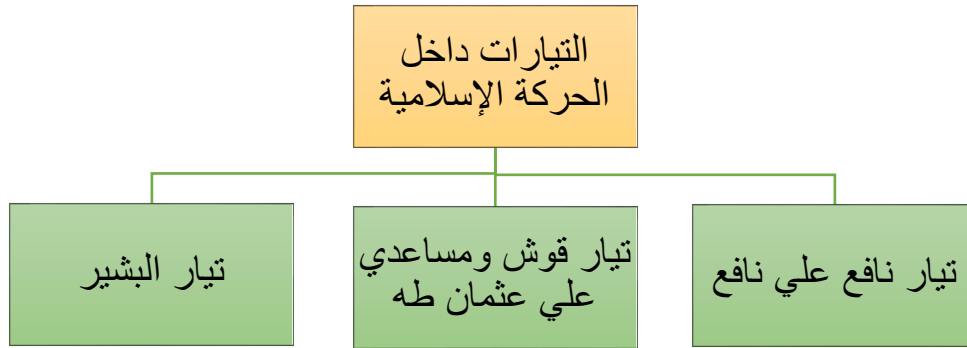 التيارات داخل
الحركة الإسلامية
تيار نافع علي نافع
تيار قوش ومساعدي
علي عثمان طه
تيار البشير